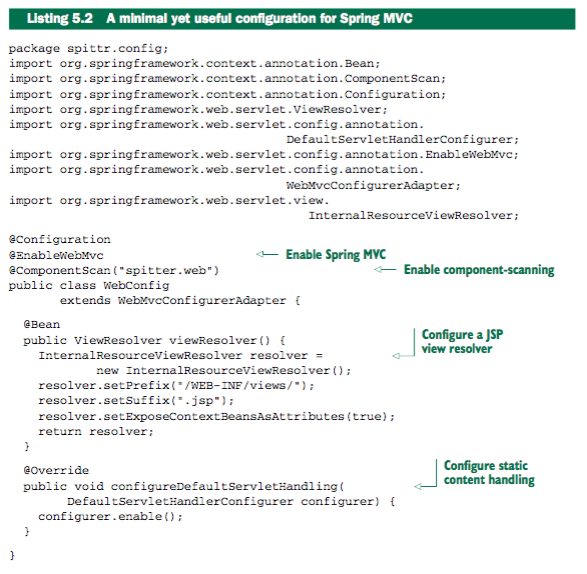 Listing 5.2 A minimal yet useful configuration for Spring MVC
package spittr.config;
import org.springframework.context.annotation.Bean;
import org.springframework.context.annotation.ComponentScan;
import org.springframework.context.annotation.Configuration;
import org.springframework.web.servlet.ViewResolver;
import org.springframework.web.servlet.config.annotation.
DefaultServletHandlerConfigurer;
import org.springframework.web.servlet.config.annotation.EnableWebMvc;
import org.springframework.web.servlet.config.annotation.
WebMvcConfigurerAdapter;
import org.springframework.web.servlet.view.
InternalResourceViewResolver;
@Configuration
@EnableWebMvc Enable Spring MVC
@ComponentScan("spitter.web") Enable component-scanning
public class WebConfig
extends WebMvcConfigurerAdapter {
@Bean
public ViewResolver viewResolver() { Configure a JSP
InternalResourceViewResolver resolver = view resolver
new InternalResourceViewResolver();
resolver.setPrefix("/WEB-INF/views/");
resolver.setSuffix(".jsp");
resolver.setExposeContextBeansAsAttributes(true);
return resolver;
}
@Override Configure static
public void configureDefaultServletHandling( content handling
DefaultServletHandlerConfigurer configurer) {
configurer.enable();
}
}